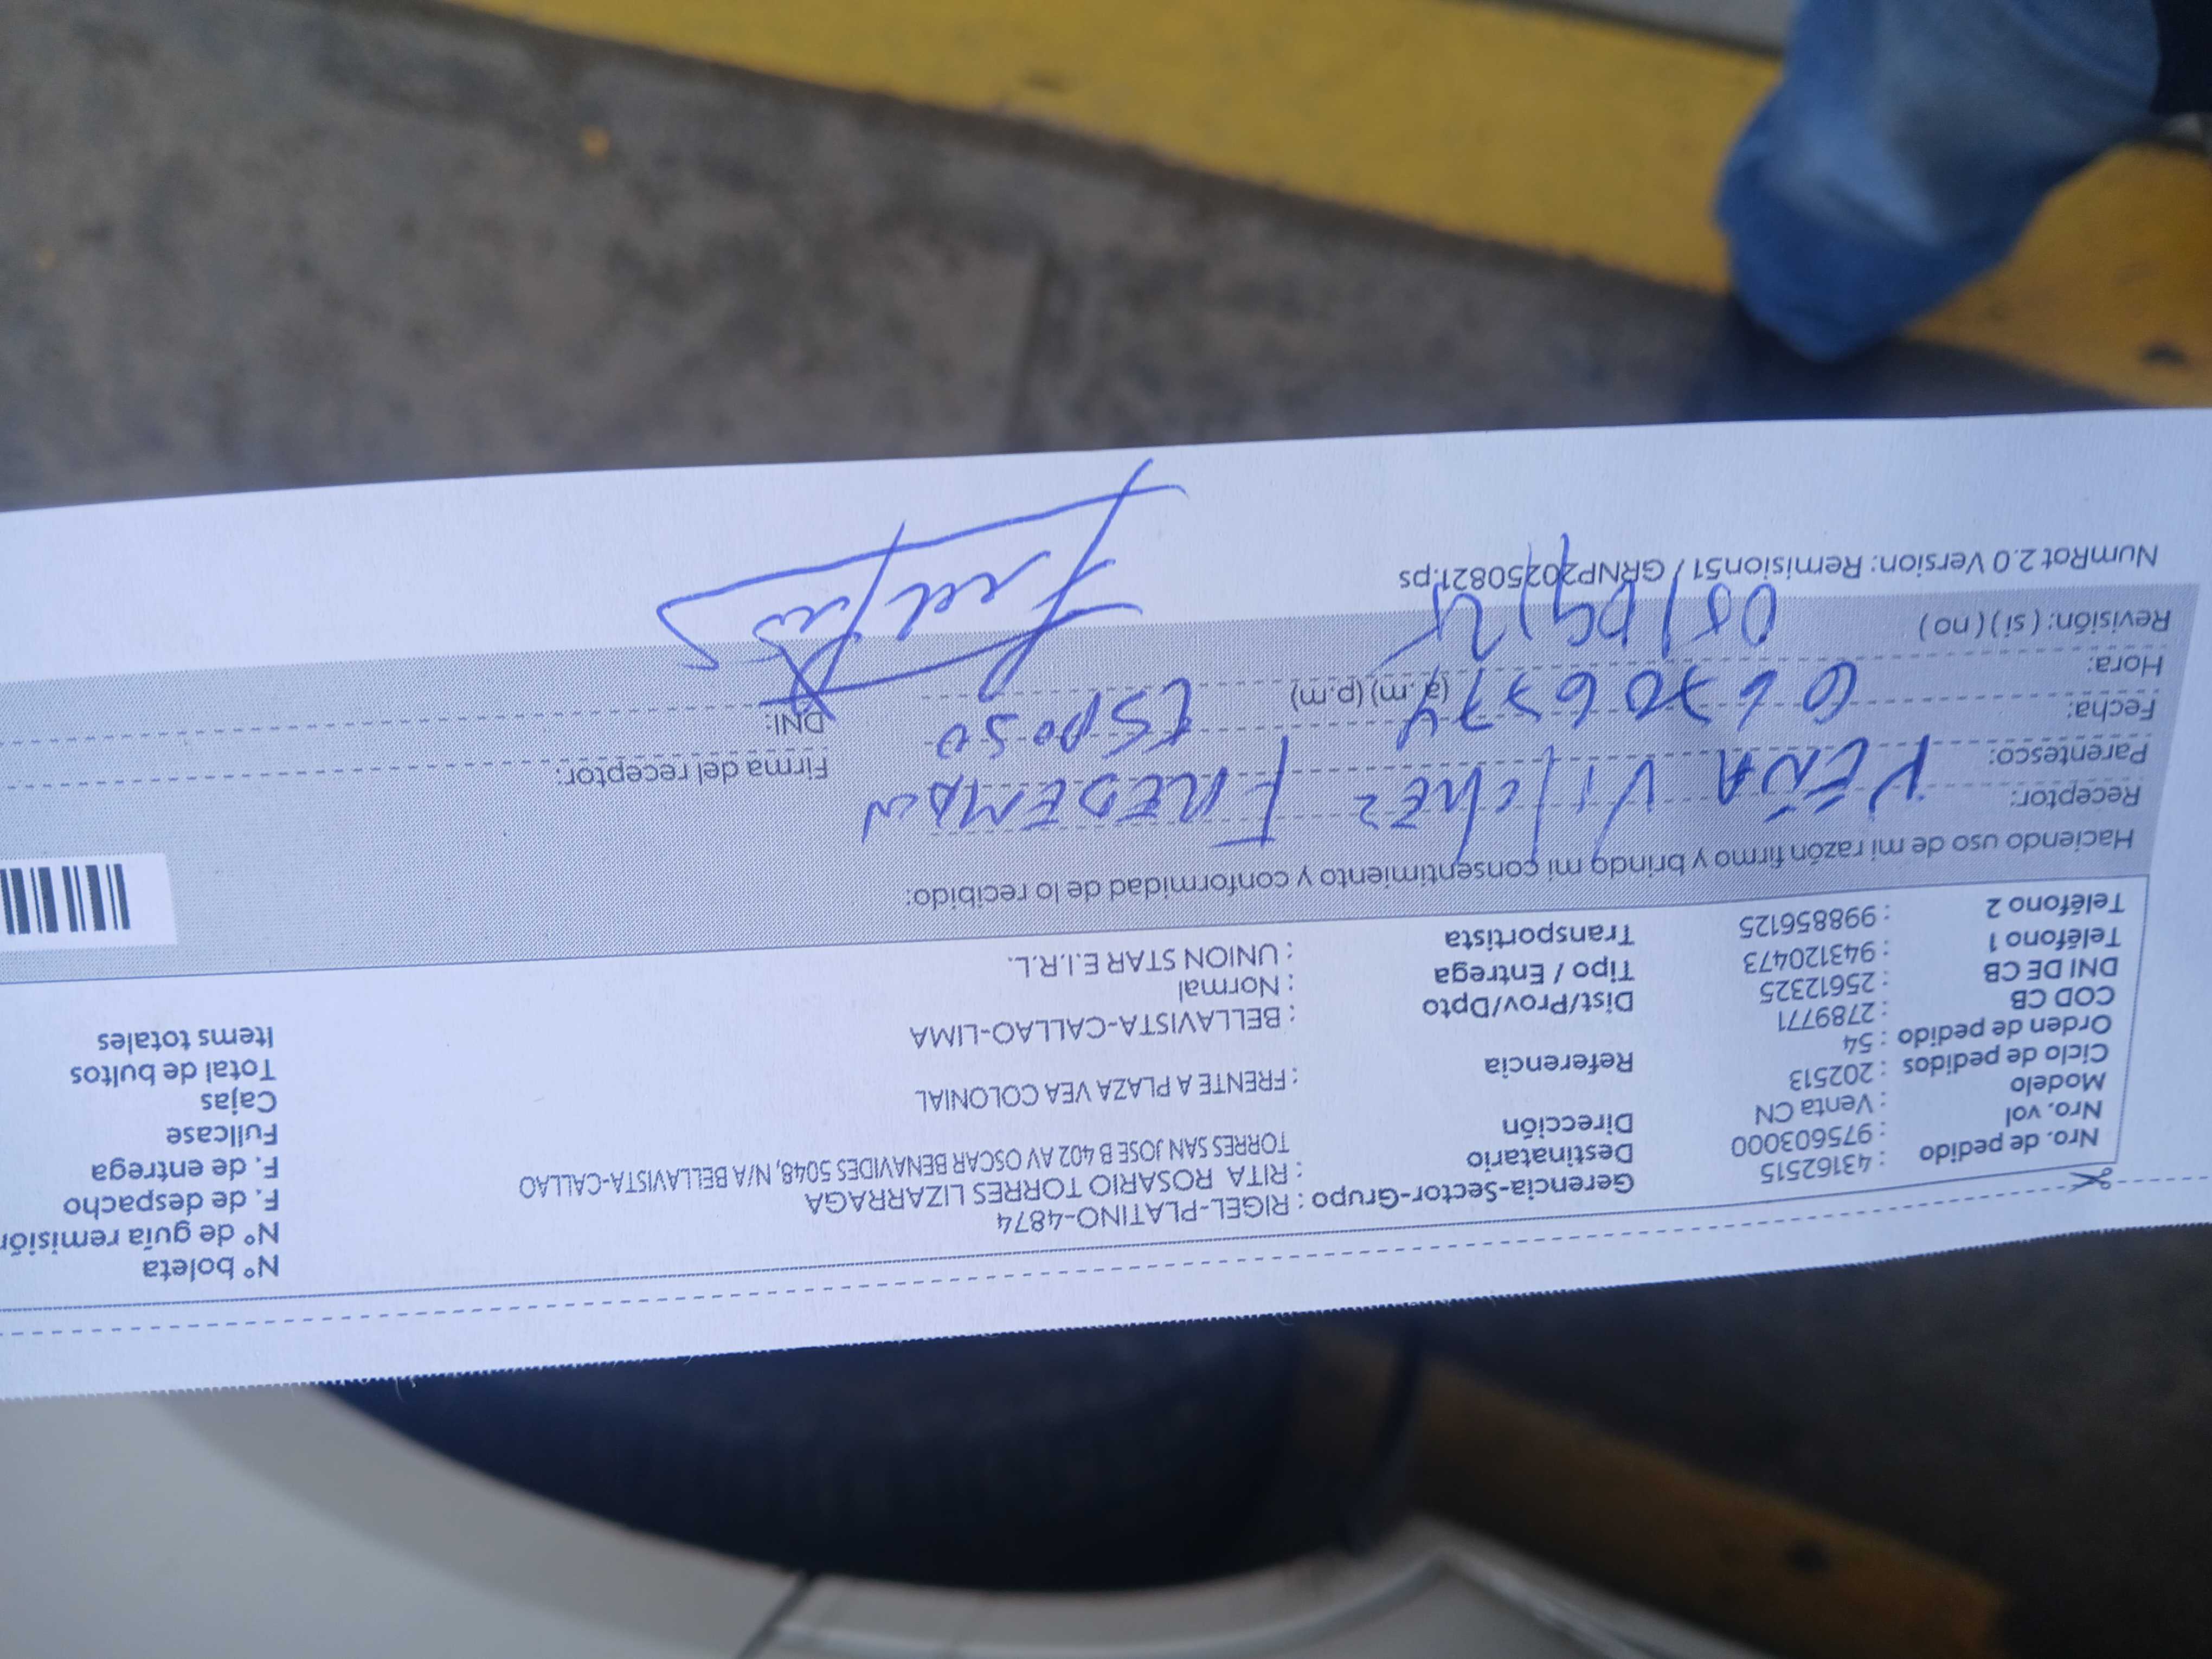 Nº boleta
Nº de guía remisión
Gerencia-Sector-Grupo : RIGEL-PLATINO-4874
F. de despacho
Nro. de pedido : 43162515
Destinatario : RITA ROSARIO TORRES LIZARRAGA
F. de entrega
Nro. vol : 975603000
Dirección TORRES SAN JOSE B 402 AV OSCAR BENAVIDES 5048, N/A BELLAVISTA-CALLAO
Fullcase
Modelo : Venta CN
Cajas
Ciclo de pedidos : 202513
Referencia : FRENTE A PLAZA VEA COLONIAL
Total de bultos
Orden de pedido : 54
Items totales
COD CB : 2789771
Dist/Prov/Dpto : BELLAVISTA-CALLAO-LIMA
DNI DE CB : 25612325
Tipo / Entrega : Normal
Teléfono 1 : 943120473
Transportista : UNION STAR E.I.R.L.
Teléfono 2 : 998856125
Haciendo uso de mi razón firmo y brindo mi consentimiento y conformidad de lo recibido:
Receptor: PEÑA VilchEz
Parentesco: ESPOSO
Firma del receptor:
Fecha:
DNI:
Hora: (a.m) (p.m)
Revisión: ( si ) ( no ) 05/09/25
NumRot 2.0 Version: Remision51 / GRNP20250821.ps